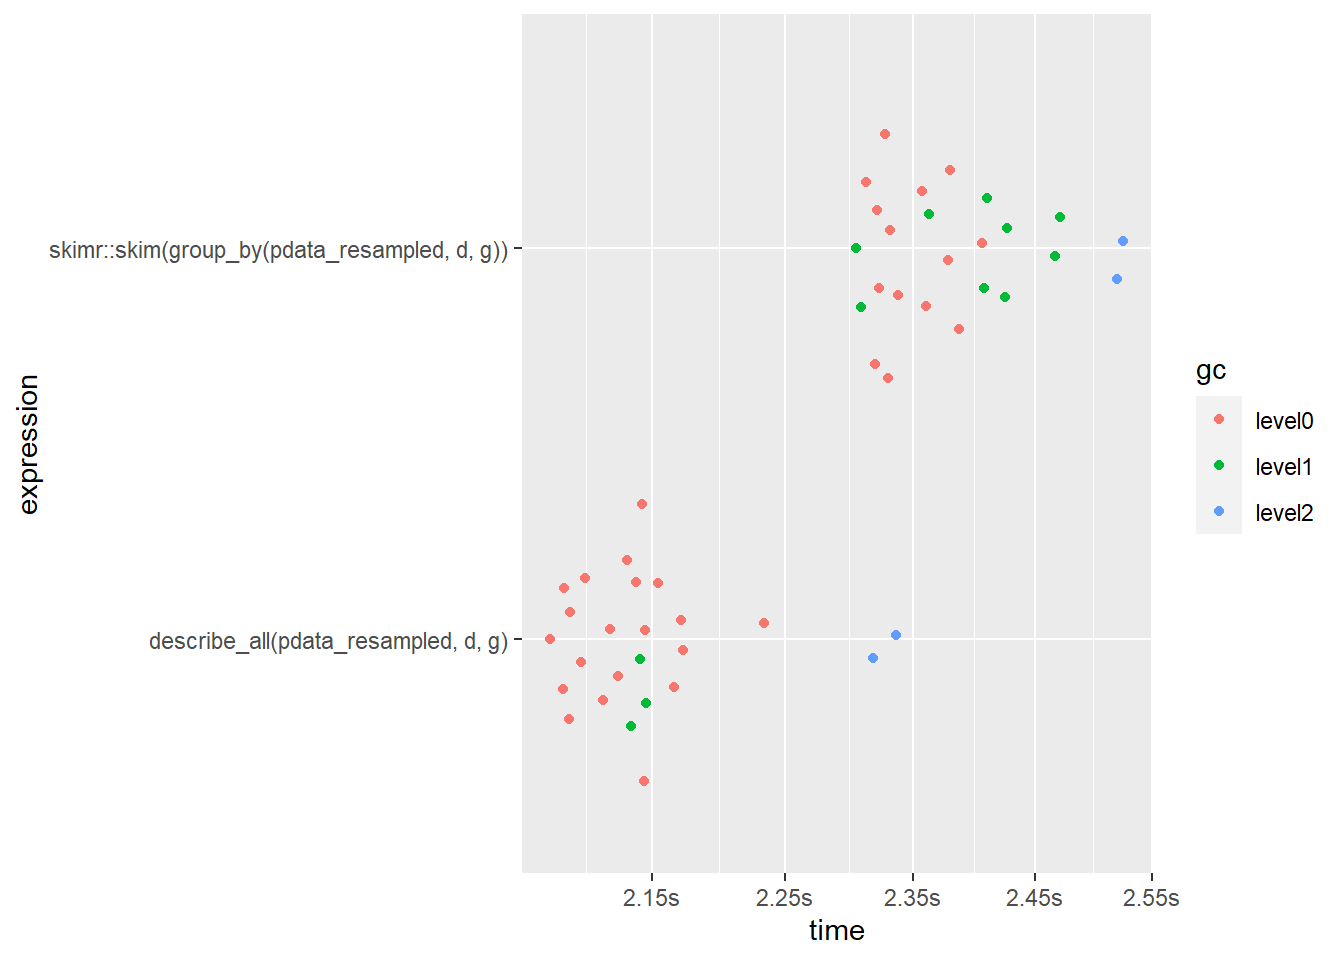 skimr::skim(group_by(pdata_resampled, d, g))
describe_all(pdata_resampled, d, g)
expression
2.15s
2.25s
2.35s
2.45s
2.55s
time
gc
level0
level1
level2